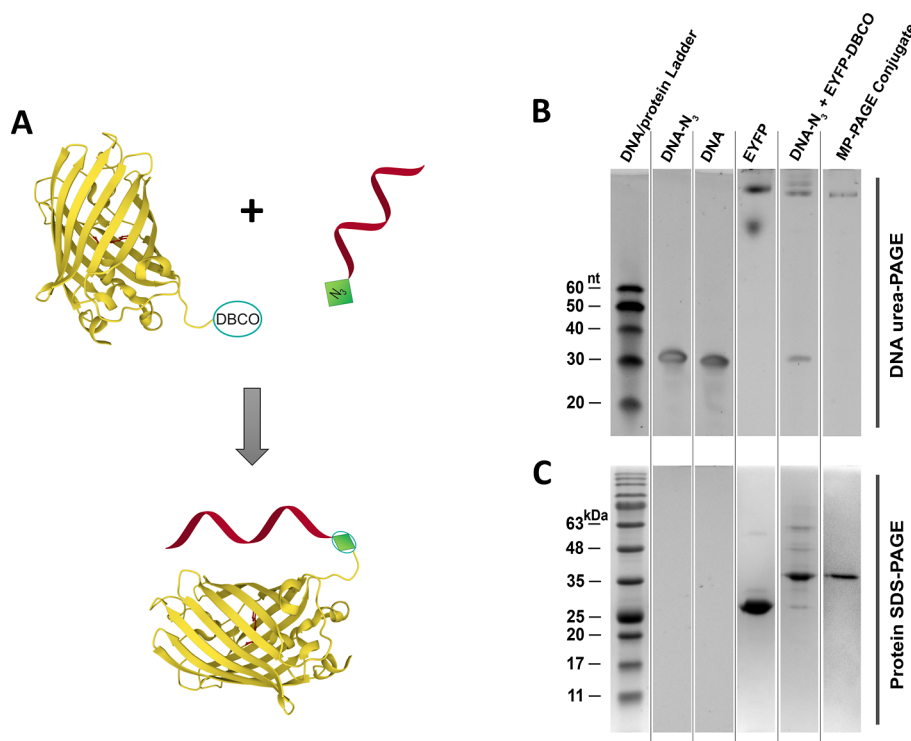 A
+
DBCO
N3
B
DNA/protein Ladder
DNA-N3
DNA
EYFP
DNA-N3 + EYFP-DBCO
MP-PAGE Conjugate
nt
60
50
40
30
20
DNA urea-PAGE
C
kDa
63
48
35
25
20
17
11
Protein SDS-PAGE